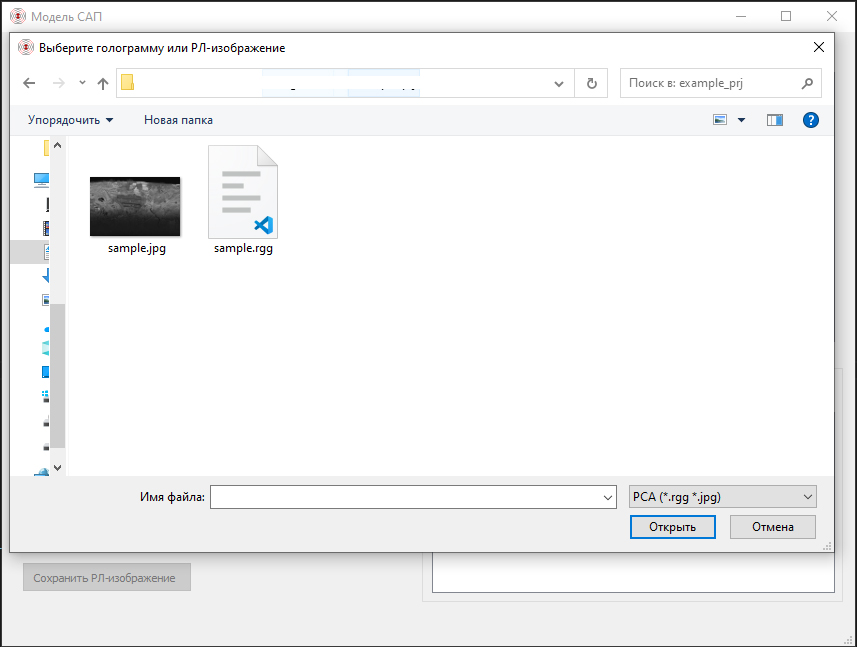 Модель САП
Выберите голограмму или РЛ-изображение
Поиск в: example_prj
Упорядочить
Новая папка
?
sample.jpg
sample.rgg
Имя файла:
РСА (*.rgg *.jpg)
Открыть
Отмена
Сохранить РЛ-изображение